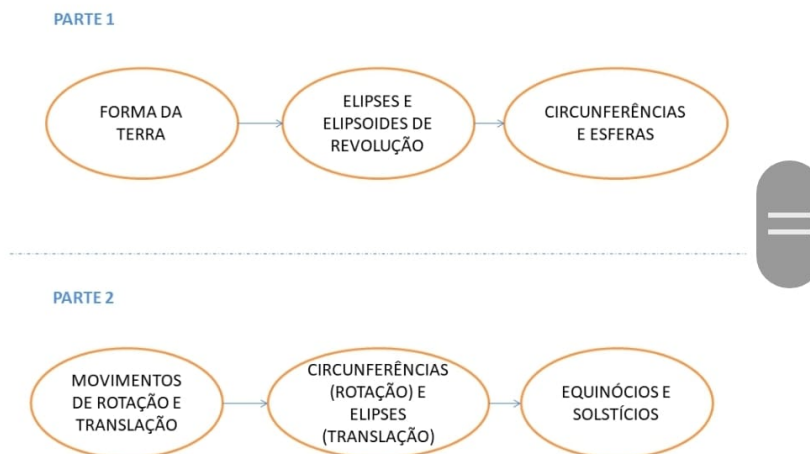 PARTE 1
FORMA DA
TERRA
ELIPSES E
ELIPSOIDES DE
REVOLUÇÃO
CIRCUNFERÊNCIAS
E ESFERAS
PARTE 2
MOVIMENTOS
DE ROTAÇÃO E
TRANSLAÇÃO
CIRCUNFERÊNCIAS
(ROTAÇÃO) E
ELIPSES
(TRANSLAÇÃO)
EQUINÓCIOS E
SOLSTÍCIOS